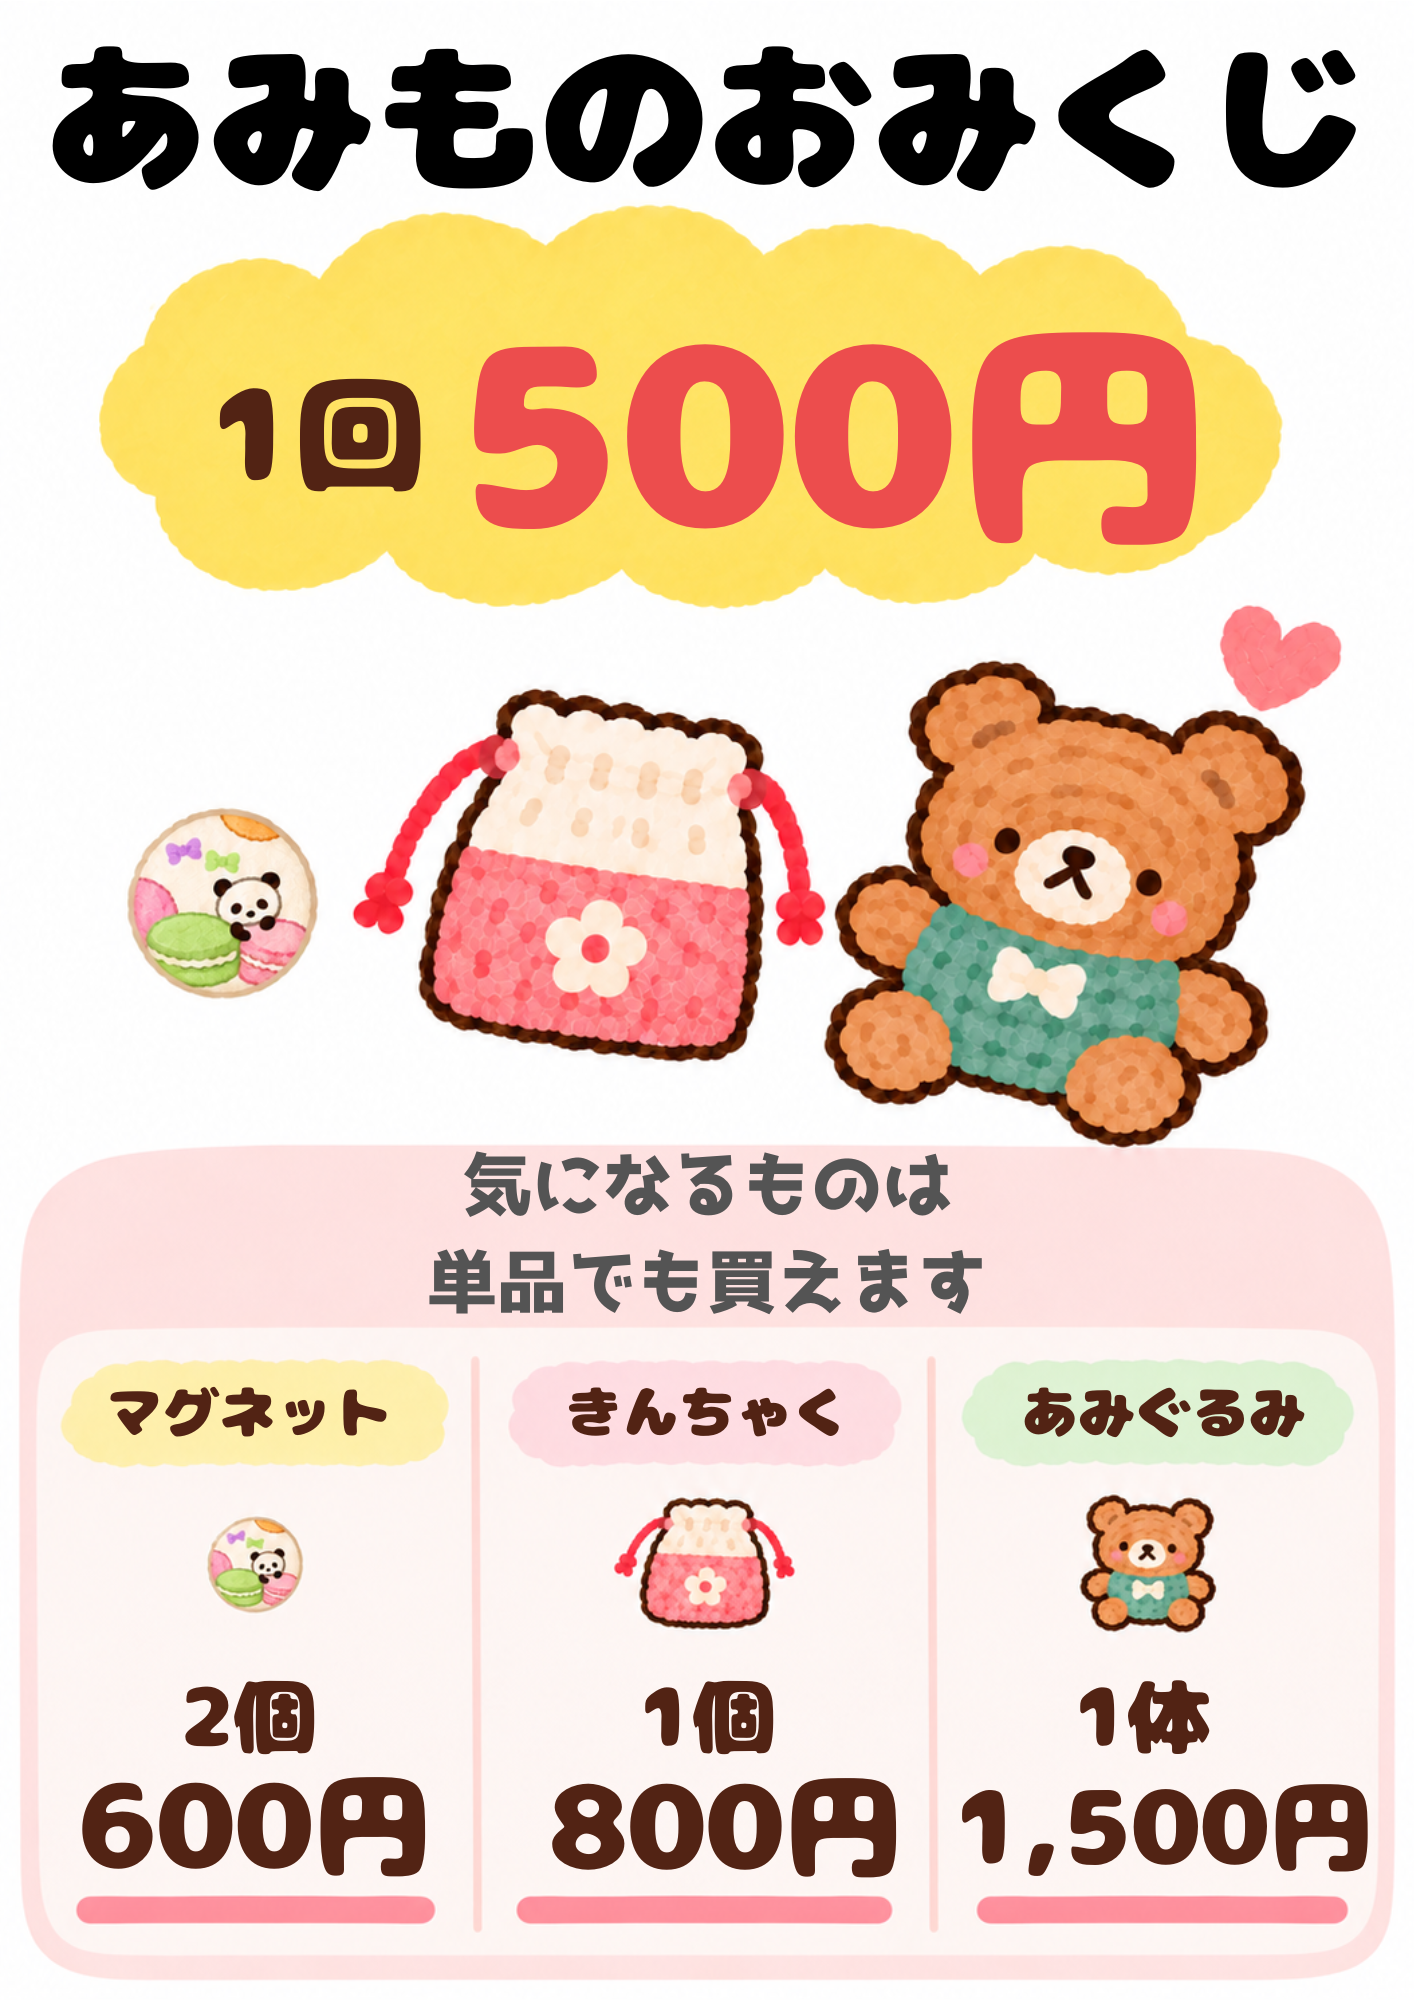 あみものおみくじ
1回 500円
気になるものは
単品でも買えます
マグネット
きんちゃく
あみぐるみ
2個
600円
1個
800円
1体
1,500円